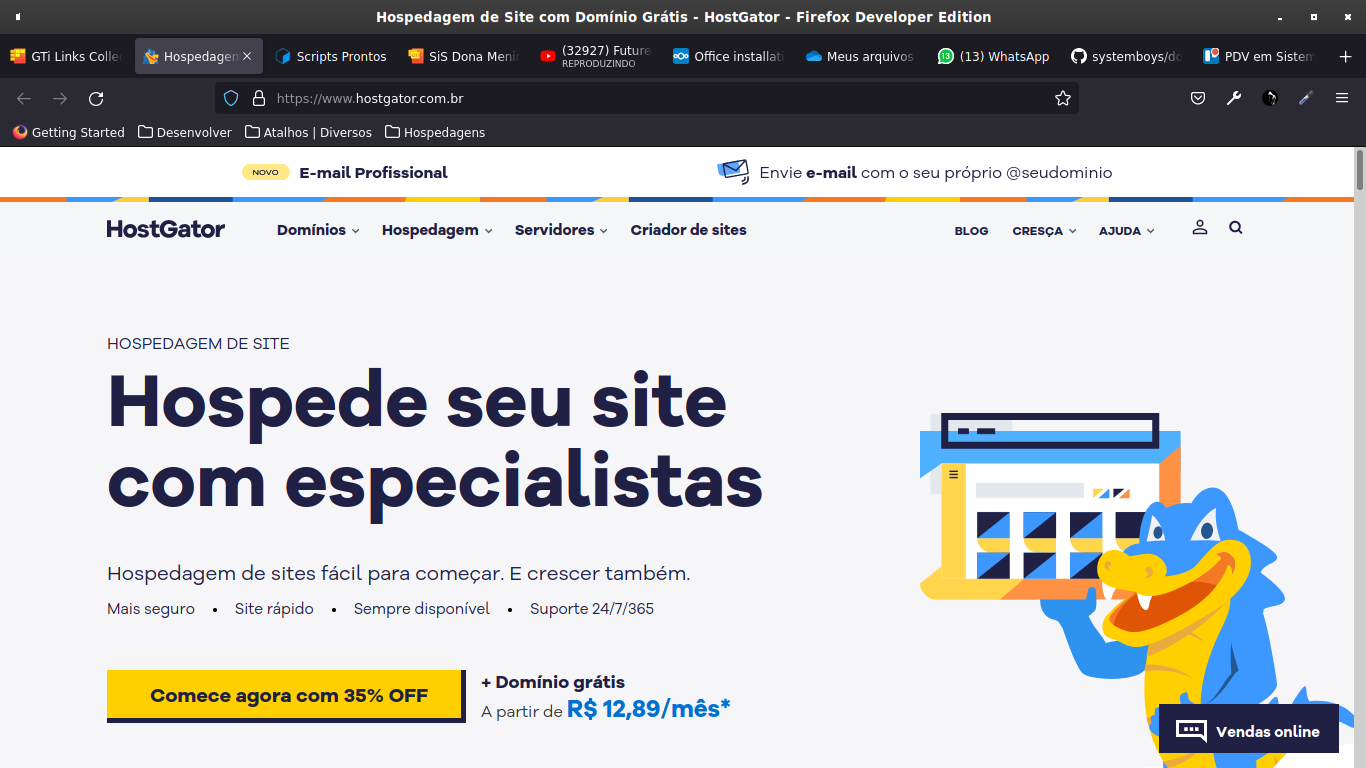 Hospedagem de Site com Domínio Grátis - HostGator - Firefox Developer Edition
GTi Links Collec
Hospedagem
Scripts Prontos
SiS Dona Meni
(32927) Future
REPRODUZINDO
Office installati
Meus arquivos
13
(13) WhatsApp
systemboys/do
PDV em Sistem
https://www.hostgator.com.br
Getting Started
Desenvolver
Atalhos | Diversos
Hospedagens
NOVO
E-mail Profissional
Envie e-mail com o seu próprio @seudominio
HostGator
Domínios
Hospedagem
Servidores
Criador de sites
BLOG
CRESÇA
AJUDA
HOSPEDAGEM DE SITE
Hospede seu site
com especialistas
Hospedagem de sites fácil para começar. E crescer também.
Mais seguro • Site rápido • Sempre disponível • Suporte 24/7/365
Comece agora com 35% OFF
+ Domínio grátis
A partir de R$ 12,89/mês*
Vendas online